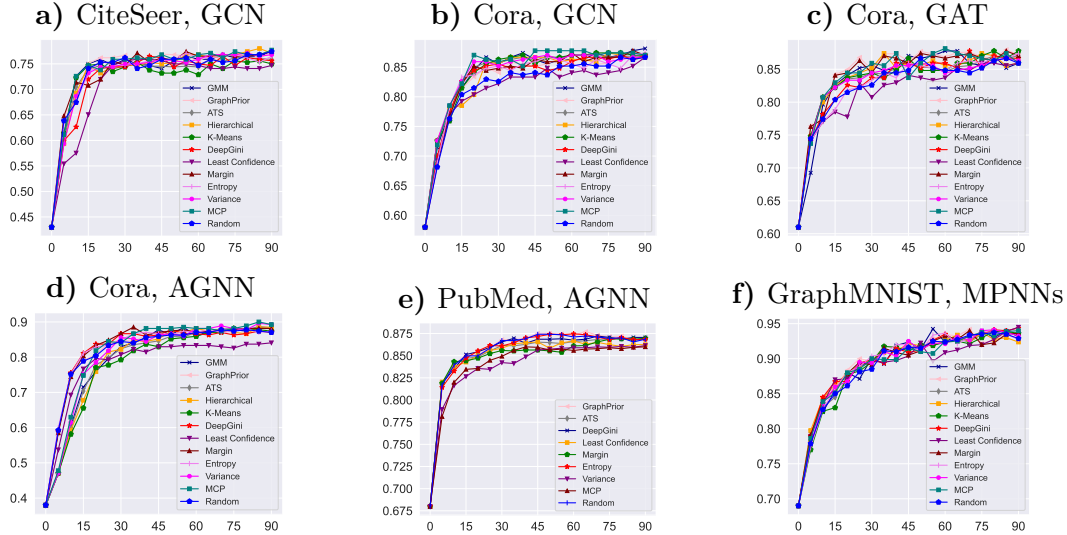 a) CiteSeer, GCN
0.75
0.70
0.65
0.60
0.55
0.50
0.45
0 15 30 45 60 75 90
GMM
GraphPrior
ATS
Hierarchical
K-Means
DeepGini
Least Confidence
Margin
Entropy
Variance
MCP
Random
b) Cora, GCN
0.85
0.80
0.75
0.70
0.65
0.60
0 15 30 45 60 75 90
GMM
GraphPrior
ATS
Hierarchical
K-Means
DeepGini
Least Confidence
Margin
Entropy
Variance
MCP
Random
c) Cora, GAT
0.85
0.80
0.75
0.70
0.65
0.60
0 15 30 45 60 75 90
GMM
GraphPrior
ATS
Hierarchical
K-Means
DeepGini
Least Confidence
Margin
Entropy
Variance
MCP
Random
d) Cora, AGNN
0.9
0.8
0.7
0.6
0.5
0.4
0 15 30 45 60 75 90
GMM
GraphPrior
ATS
Hierarchical
K-Means
DeepGini
Least Confidence
Margin
Entropy
Variance
MCP
Random
e) PubMed, AGNN
0.875
0.850
0.825
0.800
0.775
0.750
0.725
0.700
0.675
0 15 30 45 60 75 90
GraphPrior
ATS
DeepGini
Least Confidence
Margin
Entropy
Variance
MCP
Random
f) GraphMNIST, MPNNs
0.95
0.90
0.85
0.80
0.75
0.70
0 15 30 45 60 75 90
GMM
GraphPrior
ATS
Hierarchical
K-Means
DeepGini
Least Confidence
Margin
Entropy
Variance
MCP
Random